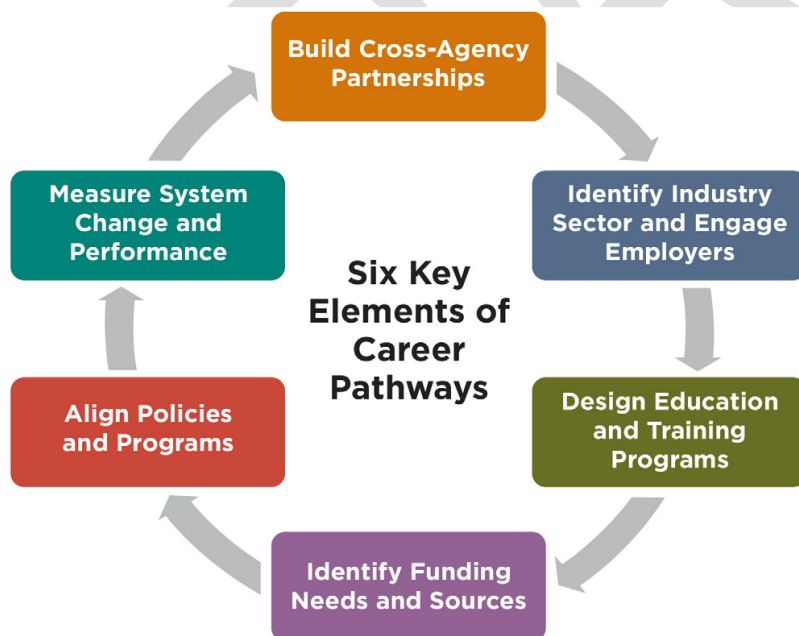 Build Cross-Agency
Partnerships
Identify Industry
Sector and Engage
Employers
Design Education
and Training
Programs
Identify Funding
Needs and Sources
Align Policies
and Programs
Measure System
Change and
Performance
Six Key
Elements of
Career
Pathways